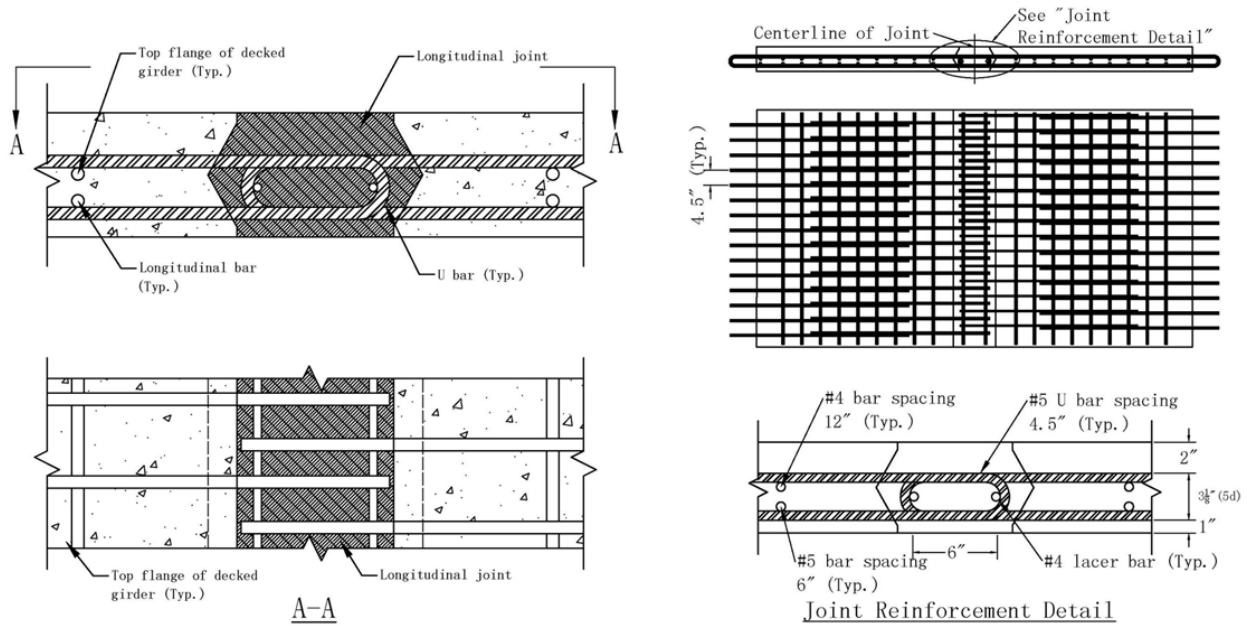 Top flange of decked
girder (Typ.)
Longitudinal joint
A
A
Longitudinal bar
(Typ.)
U bar (Typ.)
Top flange of decked
girder (Typ.)
Longitudinal joint
A-A
Centerline of Joint
See "Joint
Reinforcement Detail"
4.5" (Typ.)
#4 bar spacing
12" (Typ.)
#5 U bar spacing
4.5" (Typ.)
2"
3⅛"(5d)
1"
6"
#5 bar spacing
6" (Typ.)
#4 lacer bar (Typ.)
Joint Reinforcement Detail